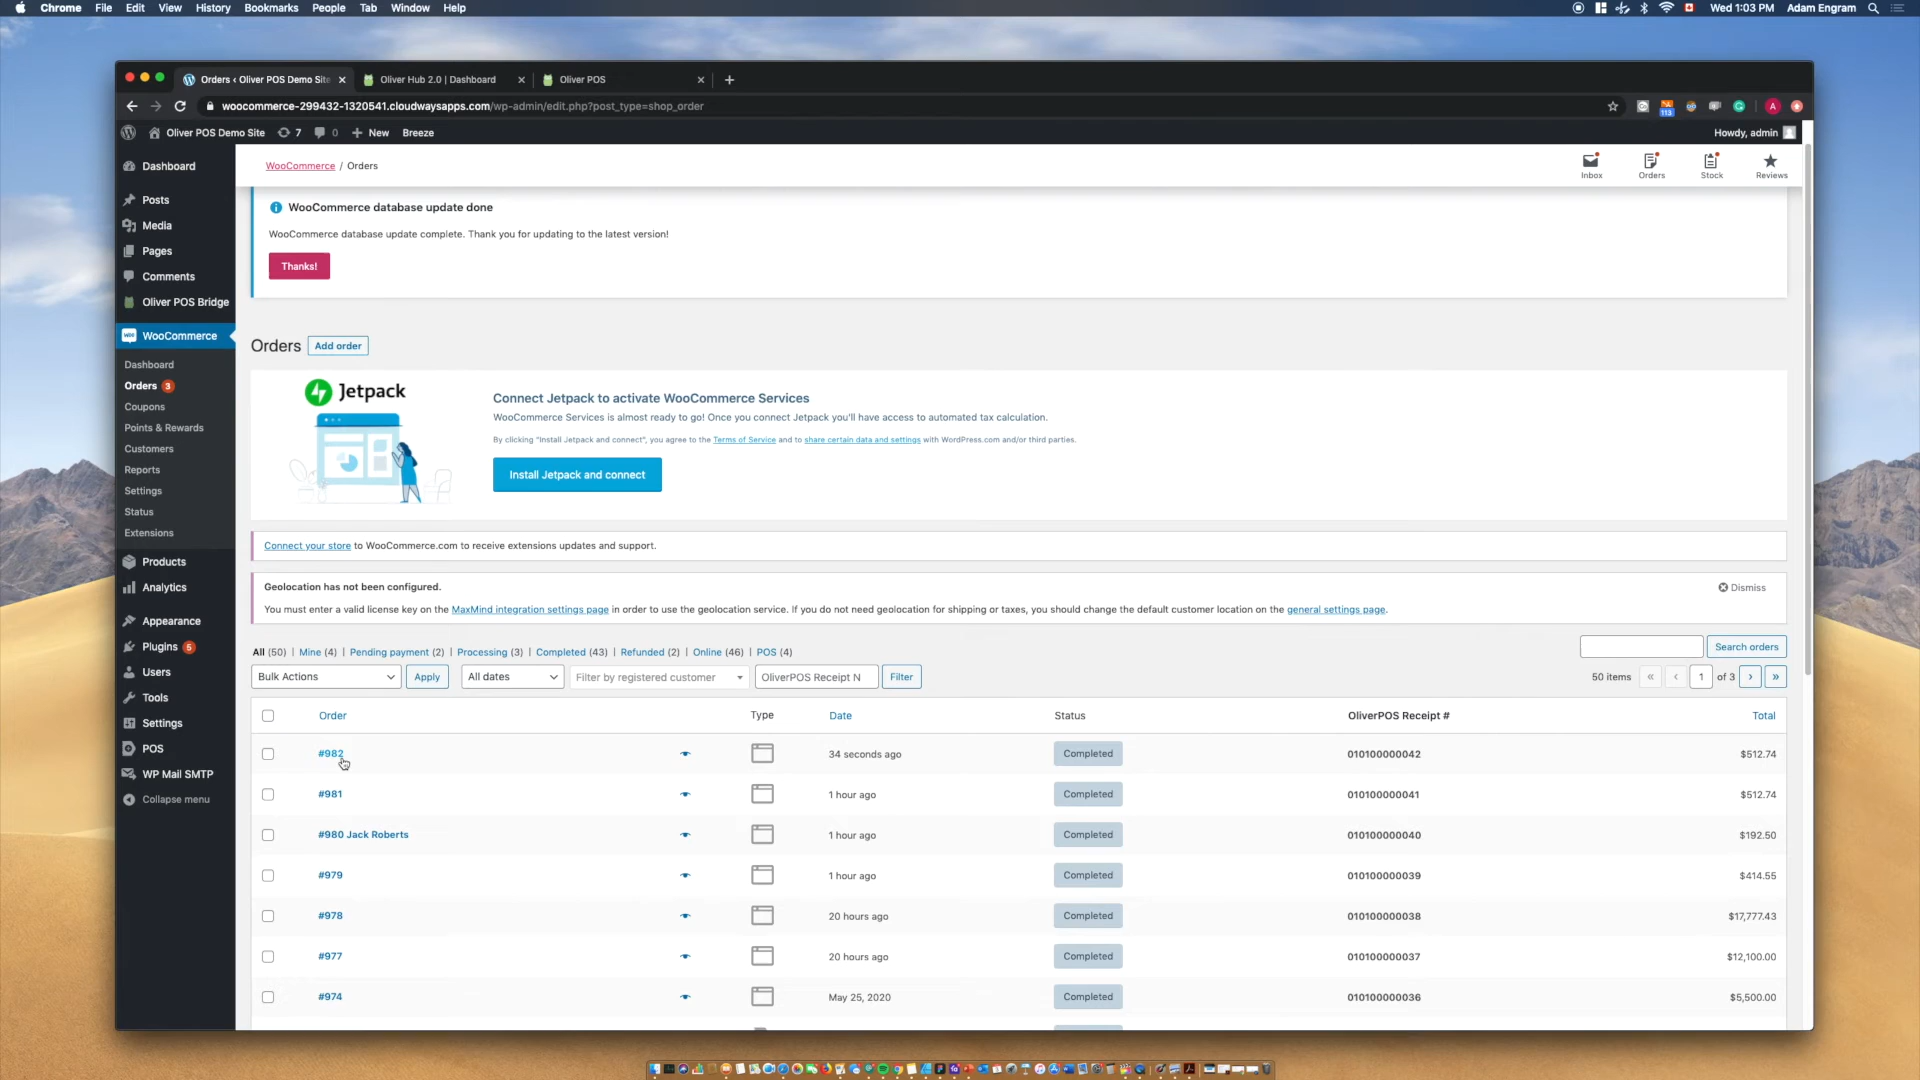 Chrome File Edit View History Bookmarks People Tab Window Help
Wed 1:03 PM Adam Engram
Orders ‹ Oliver POS Demo Site
Oliver Hub 2.0 | Dashboard
Oliver POS
woocommerce-299432-1320541.cloudwaysapps.com/wp-admin/edit.php?post_type=shop_order
113
A
Oliver POS Demo Site 7 0 New Breeze
Howdy, admin
Dashboard
Posts
Media
Pages
Comments
Oliver POS Bridge
WooCommerce
Dashboard
Orders 3
Coupons
Points & Rewards
Customers
Reports
Settings
Status
Extensions
Products
Analytics
Appearance
Plugins 5
Users
Tools
Settings
POS
WP Mail SMTP
Collapse menu
WooCommerce / Orders
Inbox Orders Stock Reviews
WooCommerce database update done
WooCommerce database update complete. Thank you for updating to the latest version!
Thanks!
Orders Add order
Jetpack
Connect Jetpack to activate WooCommerce Services
WooCommerce Services is almost ready to go! Once you connect Jetpack you'll have access to automated tax calculation.
By clicking "Install Jetpack and connect", you agree to the Terms of Service and to share certain data and settings with WordPress.com and/or third parties.
Install Jetpack and connect
Connect your store to WooCommerce.com to receive extensions updates and support.
Geolocation has not been configured.
Dismiss
You must enter a valid license key on the MaxMind integration settings page in order to use the geolocation service. If you do not need geolocation for shipping or taxes, you should change the default customer location on the general settings page.
All (50) | Mine (4) | Pending payment (2) | Processing (3) | Completed (43) | Refunded (2) | Online (46) | POS (4)
Search orders
Bulk Actions Apply All dates Filter by registered customer OliverPOS Receipt N Filter
50 items « ‹ 1 of 3 › »
Order Type Date Status OliverPOS Receipt # Total
#982 34 seconds ago Completed 010100000042 $512.74
#981 1 hour ago Completed 010100000041 $512.74
#980 Jack Roberts 1 hour ago Completed 010100000040 $192.50
#979 1 hour ago Completed 010100000039 $414.55
#978 20 hours ago Completed 010100000038 $17,777.43
#977 20 hours ago Completed 010100000037 $12,100.00
#974 May 25, 2020 Completed 010100000036 $5,500.00